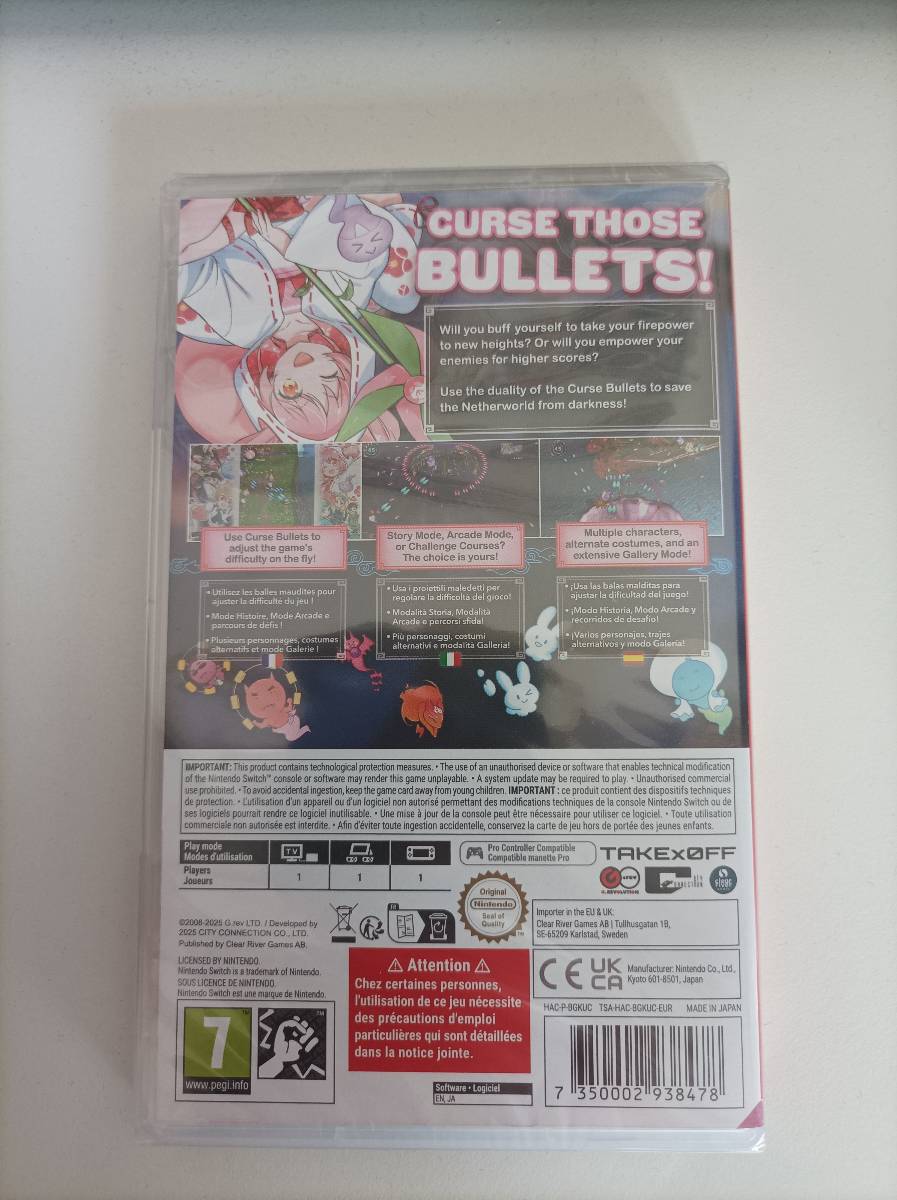 CURSE THOSE
BULLETS!
Will you buff yourself to take your firepower
to new heights? Or will you empower your
enemies for higher scores?
Use the duality of the Curse Bullets to save
the Netherworld from darkness!
Use Curse Bullets to
adjust the game's
difficulty on the fly!
Story Mode, Arcade Mode,
or Challenge Courses?
The choice is yours!
Multiple characters,
alternate costumes, and an
extensive Gallery Mode!
• Utilisez les balles maudites pour
ajuster la difficulté du jeu !
• Mode Histoire, Mode Arcade et
parcours de défis !
• Plusieurs personnages, costumes
alternatifs et mode Galerie !
• Usa i proiettili maledetti per
regolare la difficoltà del gioco!
• Modalità Storia, Modalità
Arcade e percorsi sfida!
• Più personaggi, costumi
alternativi e modalità Galleria!
• ¡Usa las balas malditas para
ajustar la dificultad del juego!
• ¡Modo Historia, Modo Arcade y
recorridos de desafío!
• ¡Varios personajes, trajes
alternativos y modo Galería!
IMPORTANT: This product contains technological protection measures. • The use of an unauthorised device or software that enables technical modification
of the Nintendo Switch™ console or software may render this game unplayable. • A system update may be required to play. • Unauthorised commercial
use prohibited. • To avoid accidental ingestion, keep the game card away from young children. IMPORTANT : ce produit contient des dispositifs techniques
de protection. • L'utilisation d'un appareil ou d'un logiciel non autorisé permettant des modifications techniques de la console Nintendo Switch ou de
ses logiciels pourrait rendre ce logiciel inutilisable. • Une mise à jour de la console peut être nécessaire pour utiliser ce logiciel. • Toute utilisation
commerciale non autorisée est interdite. • Afin d'éviter toute ingestion accidentelle, conservez la carte de jeu hors de portée des jeunes enfants.
Play mode
Modes d'utilisation
TV
Players
Joueurs
1
1
1
Pro Controller Compatible
Compatible manette Pro
TAKExØFF
G.REVOLUTION
Original
Nintendo
Seal of
Quality
TM
FR
©2008-2025 G.rev LTD. / Developed by
2025 CITY CONNECTION CO., LTD.
Published by Clear River Games AB.
LICENSED BY NINTENDO.
Nintendo Switch is a trademark of Nintendo.
SOUS LICENCE DE NINTENDO.
Nintendo Switch est une marque de Nintendo.
Importer in the EU & UK:
Clear River Games AB | Tullhusgatan 1B,
SE-65209 Karlstad, Sweden
CE UK
CA
Manufacturer: Nintendo Co., Ltd.,
Kyoto 601-8501, Japan
HAC-P-BGKUC TSA-HAC-BGKUC-EUR MADE IN JAPAN
Attention
Chez certaines personnes,
l'utilisation de ce jeu nécessite
des précautions d'emploi
particulières qui sont détaillées
dans la notice jointe.
7
www.pegi.info
Software • Logiciel
EN, JA
7 350002 938478